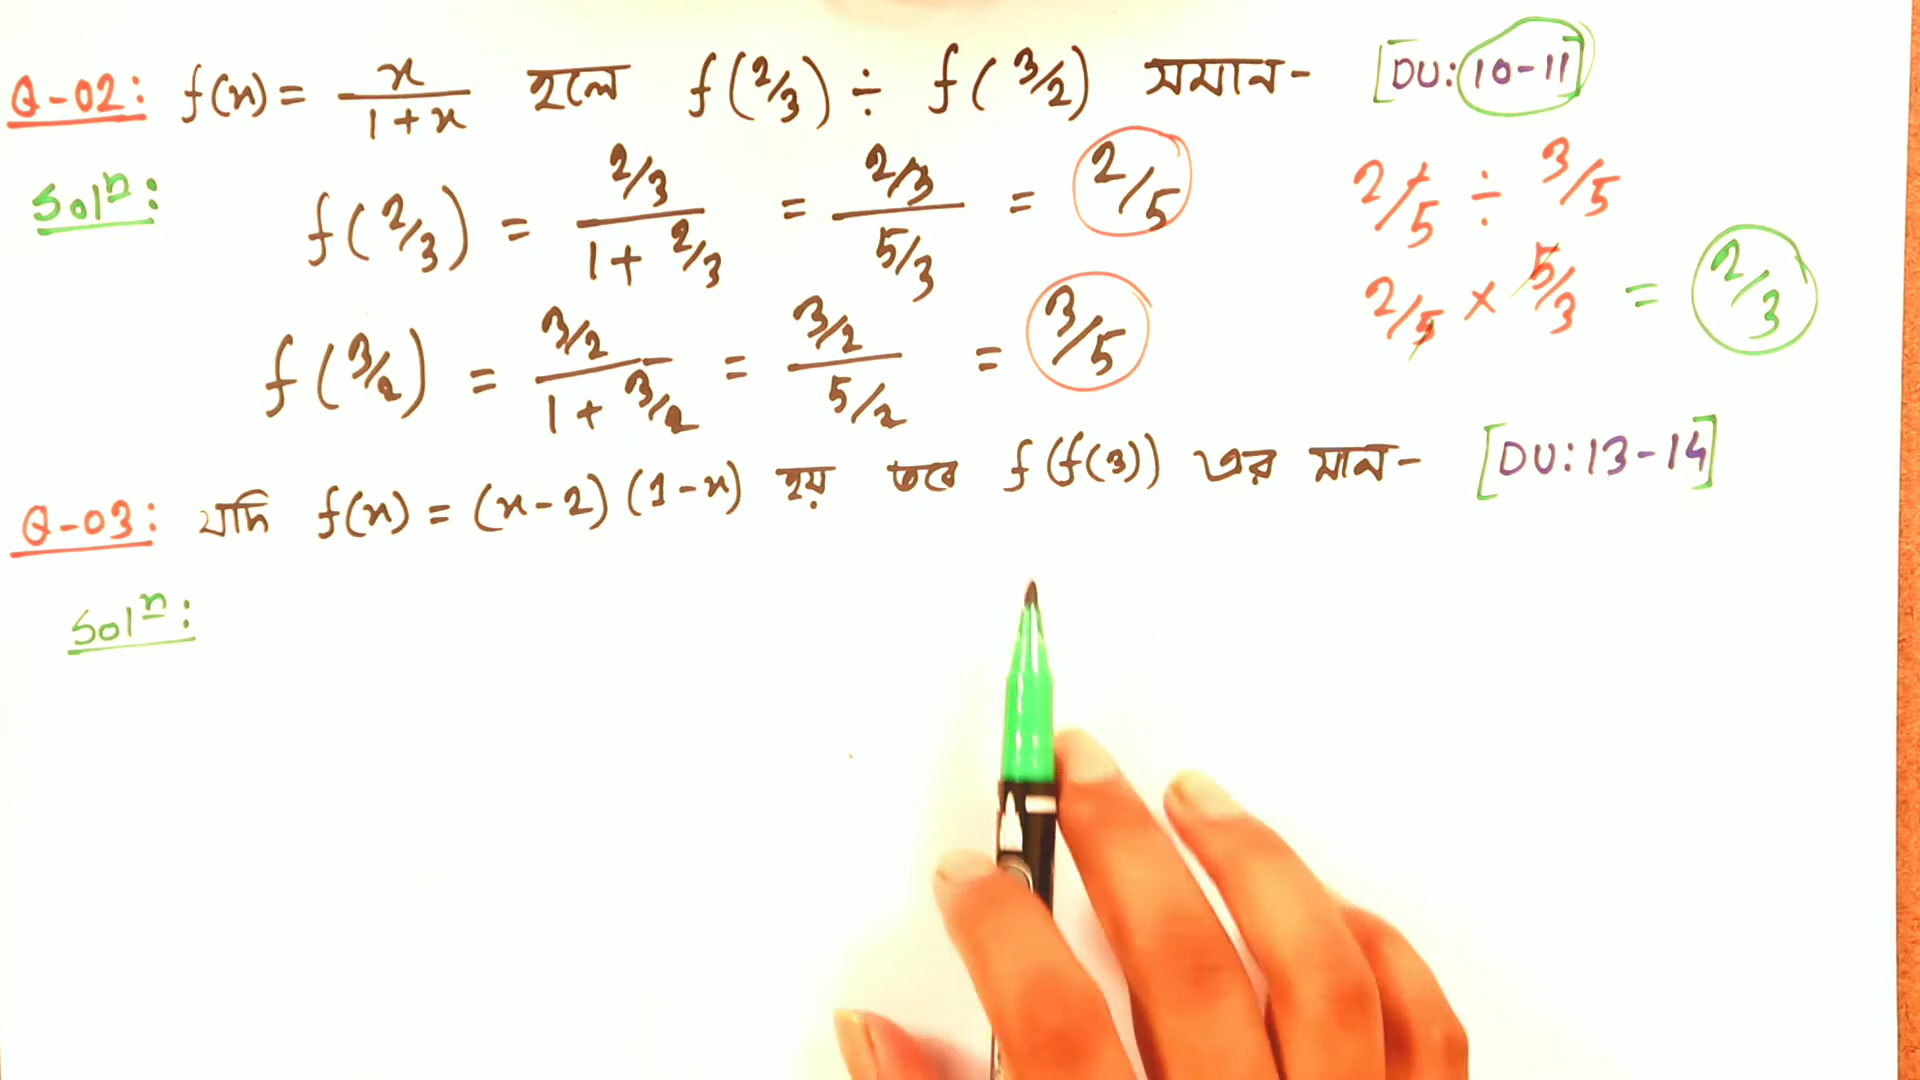 Q-02: f(x) = x/(1+x) হলে f(2/3) ÷ f(3/2) সমান- [DU: 10-11]
Solⁿ: f(2/3) = (2/3)/(1 + 2/3) = (2/3)/(5/3) = 2/5
2/5 ÷ 3/5
2/5 × 5/3 = 2/3
f(3/2) = (3/2)/(1 + 3/2) = (3/2)/(5/2) = 3/5
Q-03: যদি f(x) = (x-2)(1-x) হয় তবে f(f(3)) এর মান- [DU: 13-14]
Solⁿ: